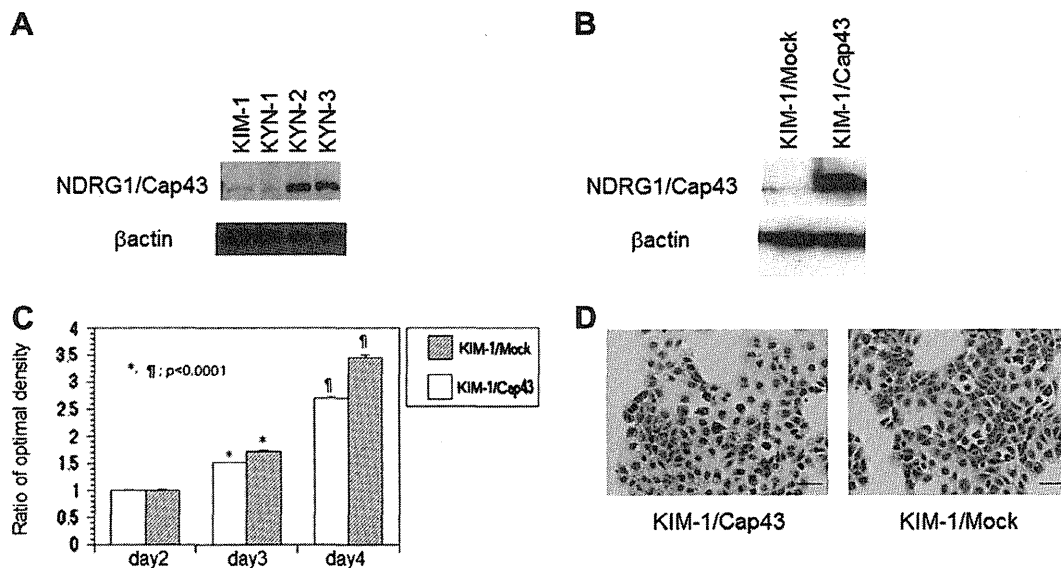 A
KIM-1
KYN-1
KYN-2
KYN-3
NDRG1/Cap43
βactin
B
KIM-1/Mock
KIM-1/Cap43
NDRG1/Cap43
βactin
C
Ratio of optimal density
4
3.5
3
2.5
2
1.5
1
0.5
0
*, ¶ ; p<0.0001
* *
¶ ¶
day2 day3 day4
KIM-1/Mock
KIM-1/Cap43
D
KIM-1/Cap43 KIM-1/Mock